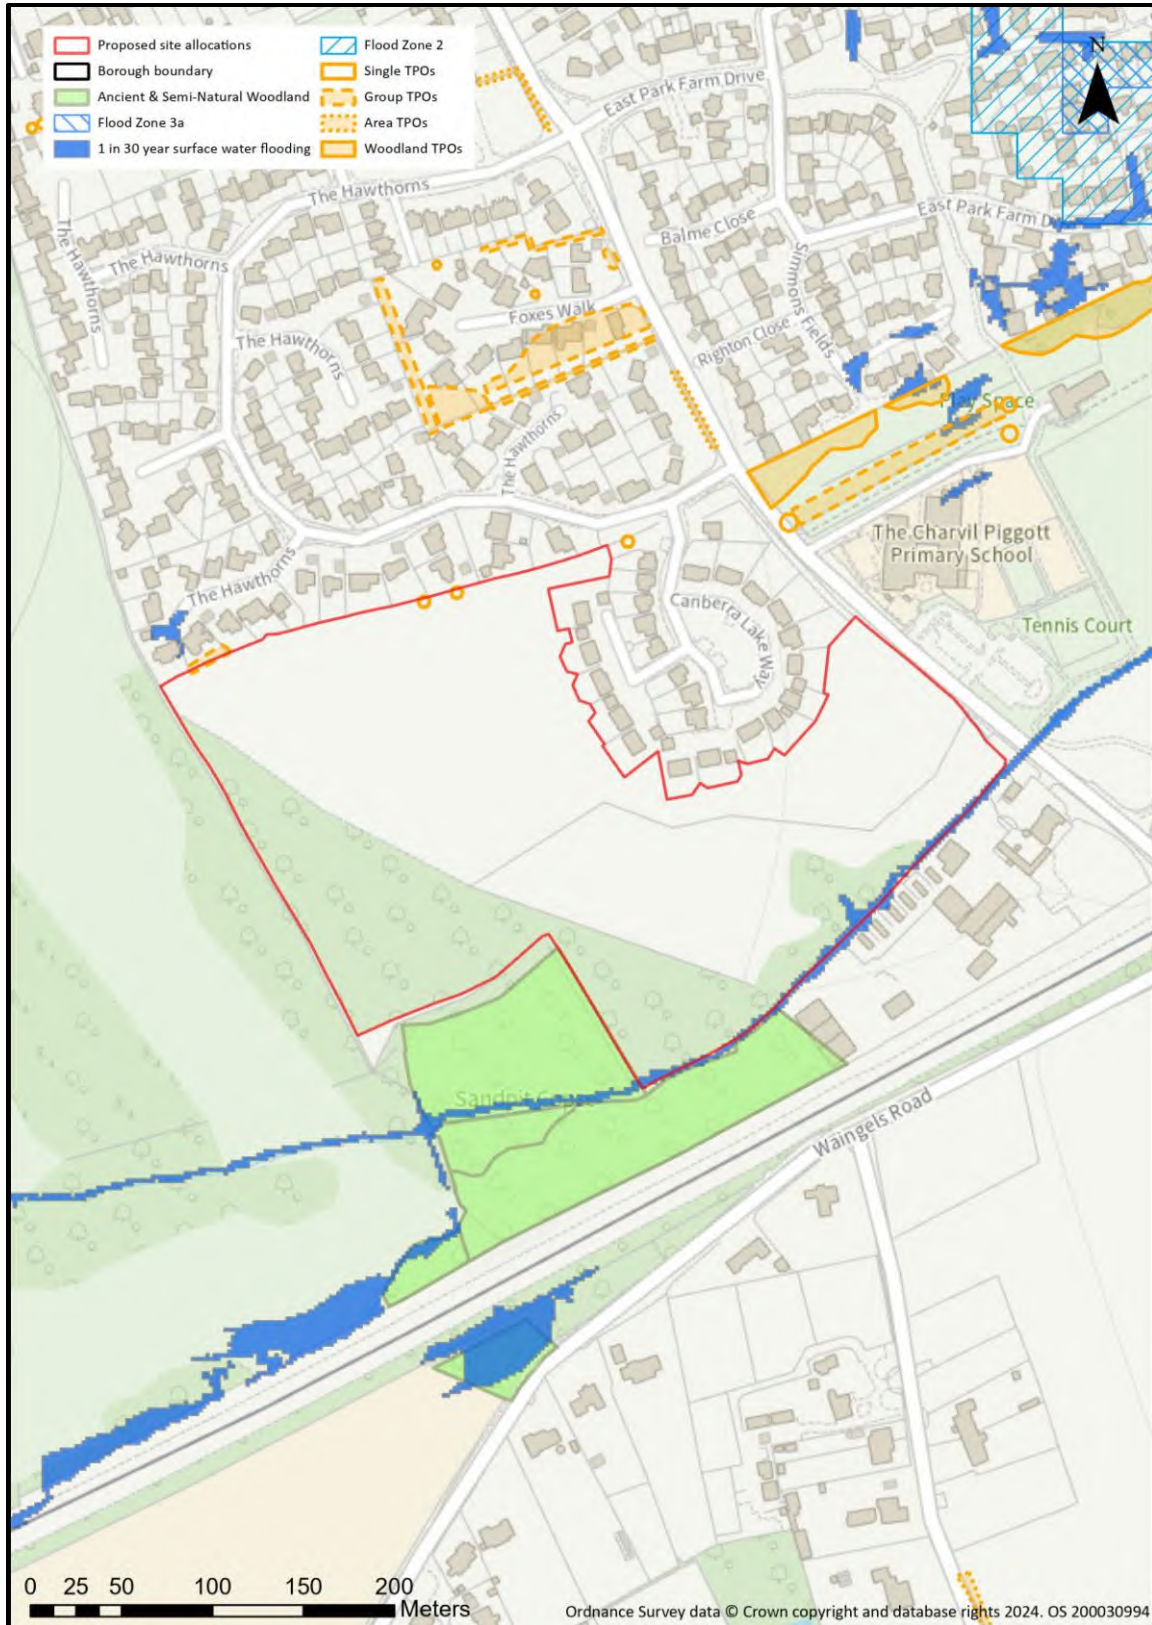 Proposed site allocations
Borough boundary
Ancient & Semi-Natural Woodland
Flood Zone 3a
1 in 30 year surface water flooding
Flood Zone 2
Single TPOs
Group TPOs
Area TPOs
Woodland TPOs
N
East Park Farm Drive
The Hawthorns
The Hawthorns
The Hawthorns
Balme Close
East Park Farm D
Simmons Fields
Foxes Walk
The Hawthorns
Righton Close
Play Space
The Hawthorns
The Charvil Piggott
Primary School
The Hawthorns
Canberra Lake Way
Tennis Court
Sandpit
Waingels Road
0 25 50 100 150 200
Meters
Ordnance Survey data © Crown copyright and database rights 2024. OS 200030994